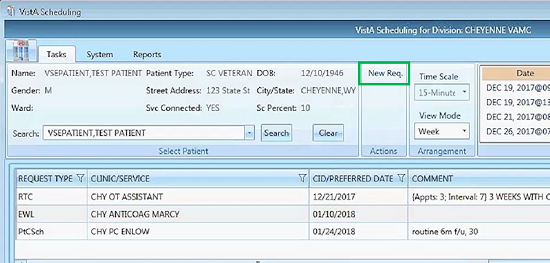 VistA Scheduling
VistA Scheduling for Division: CHEYENNE VAMC
Tasks System Reports
Name: VSEPATIENT,TEST PATIENT Patient Type: SC VETERAN DOB: 12/10/1946
Gender: M Street Address: 123 State St City/State: CHEYENNE,WY
Ward: Svc Connected: YES Sc Percent: 10
Search: VSEPATIENT,TEST PATIENT Search Clear
Select Patient
New Req.
Actions
Time Scale
15-Minute
View Mode
Week
Arrangement
Date
DEC 19, 2017@09
DEC 19, 2017@13
DEC 21, 2017@08
DEC 26, 2017@07
REQUEST TYPE CLINIC/SERVICE CID/PREFERRED DATE COMMENT
RTC CHY OT ASSISTANT 12/21/2017 (Appts: 3; Interval: 7) 3 WEEKS WITH C
EWL CHY ANTICOAG MARCY 01/10/2018
PtCSch CHY PC ENLOW 01/24/2018 routine 6m f/u, 30